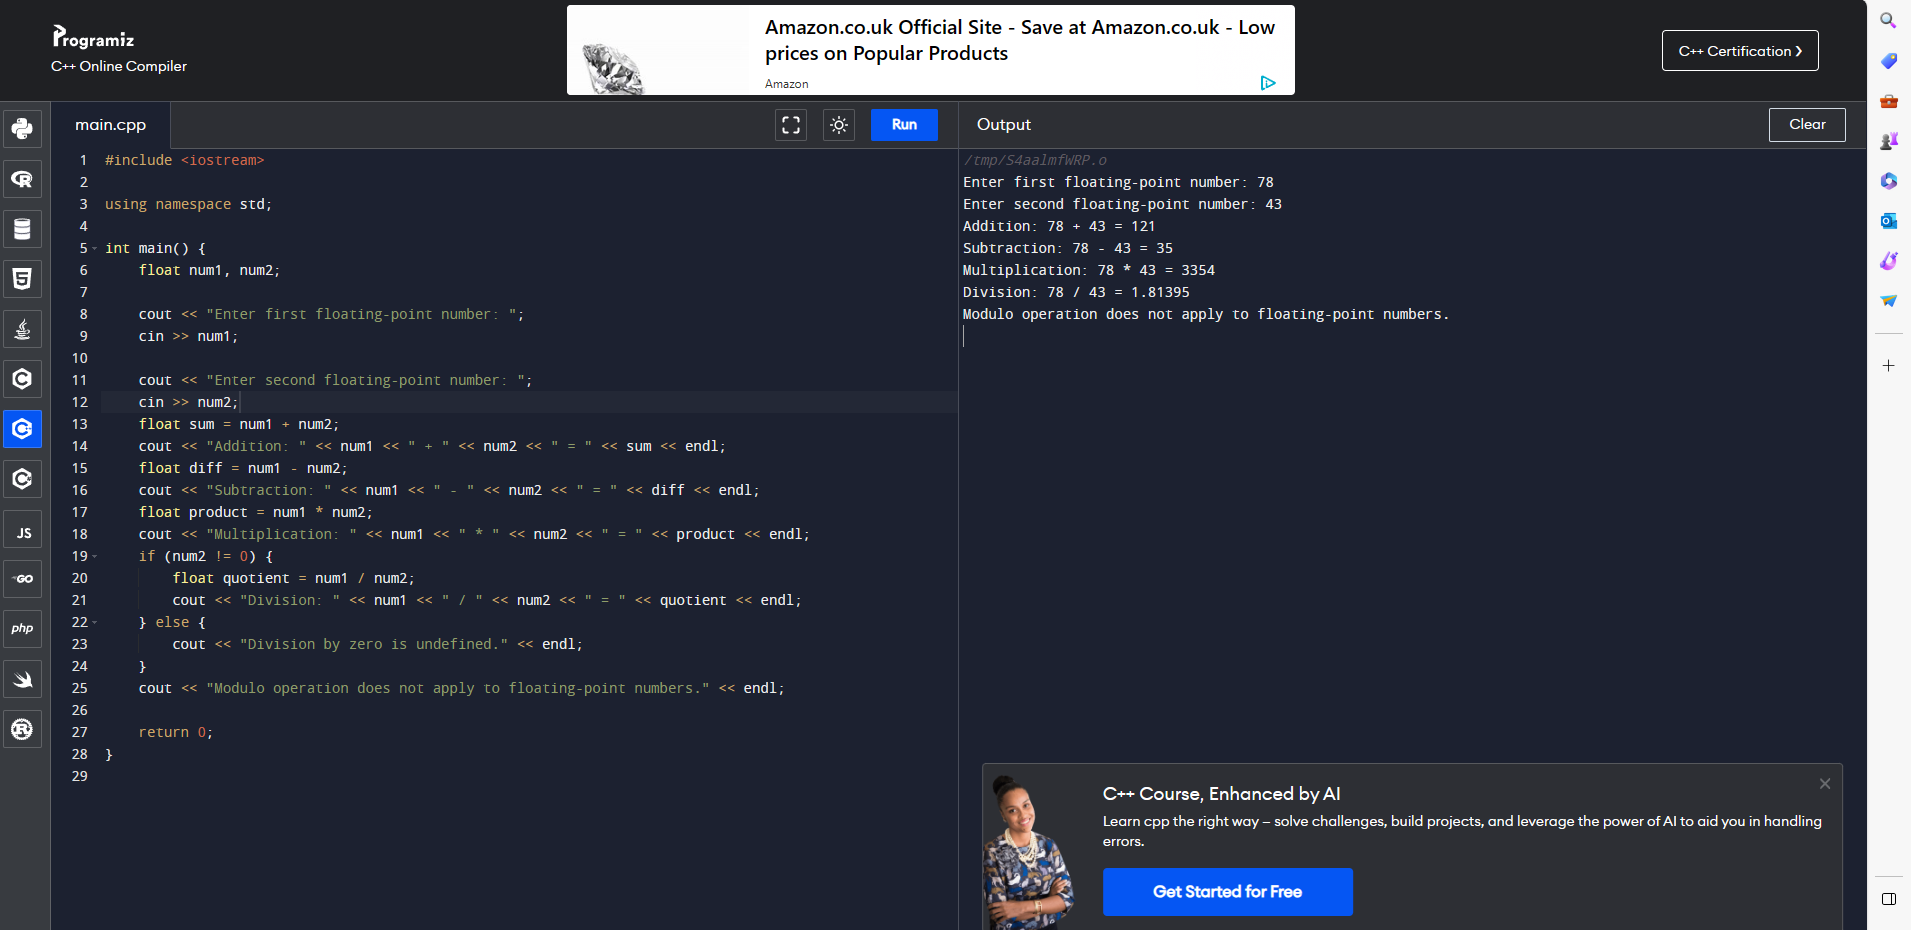 Programiz
C++ Online Compiler
Amazon.co.uk Official Site - Save at Amazon.co.uk - Low
prices on Popular Products
Amazon
C++ Certification ❯
main.cpp
Run
Output
Clear
1 #include <iostream>
2
3 using namespace std;
4
5 int main() {
6     float num1, num2;
7
8     cout << "Enter first floating-point number: ";
9     cin >> num1;
10
11     cout << "Enter second floating-point number: ";
12     cin >> num2;
13     float sum = num1 + num2;
14     cout << "Addition: " << num1 << " + " << num2 << " = " << sum << endl;
15     float diff = num1 - num2;
16     cout << "Subtraction: " << num1 << " - " << num2 << " = " << diff << endl;
17     float product = num1 * num2;
18     cout << "Multiplication: " << num1 << " * " << num2 << " = " << product << endl;
19     if (num2 != 0) {
20         float quotient = num1 / num2;
21         cout << "Division: " << num1 << " / " << num2 << " = " << quotient << endl;
22     } else {
23         cout << "Division by zero is undefined." << endl;
24     }
25     cout << "Modulo operation does not apply to floating-point numbers." << endl;
26
27     return 0;
28 }
29
/tmp/S4aalmfWRP.o
Enter first floating-point number: 78
Enter second floating-point number: 43
Addition: 78 + 43 = 121
Subtraction: 78 - 43 = 35
Multiplication: 78 * 43 = 3354
Division: 78 / 43 = 1.81395
Modulo operation does not apply to floating-point numbers.
JS
GO
php
C++ Course, Enhanced by AI
Learn cpp the right way – solve challenges, build projects, and leverage the power of AI to aid you in handling
errors.
Get Started for Free